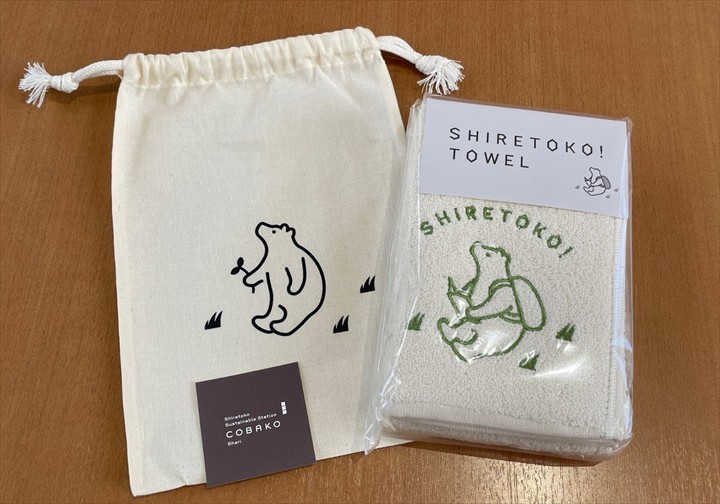 SHIRETOKO!
TOWEL
SHIRETOKO!
Shiretoko
Sustainable Station
COBAKO
Shari